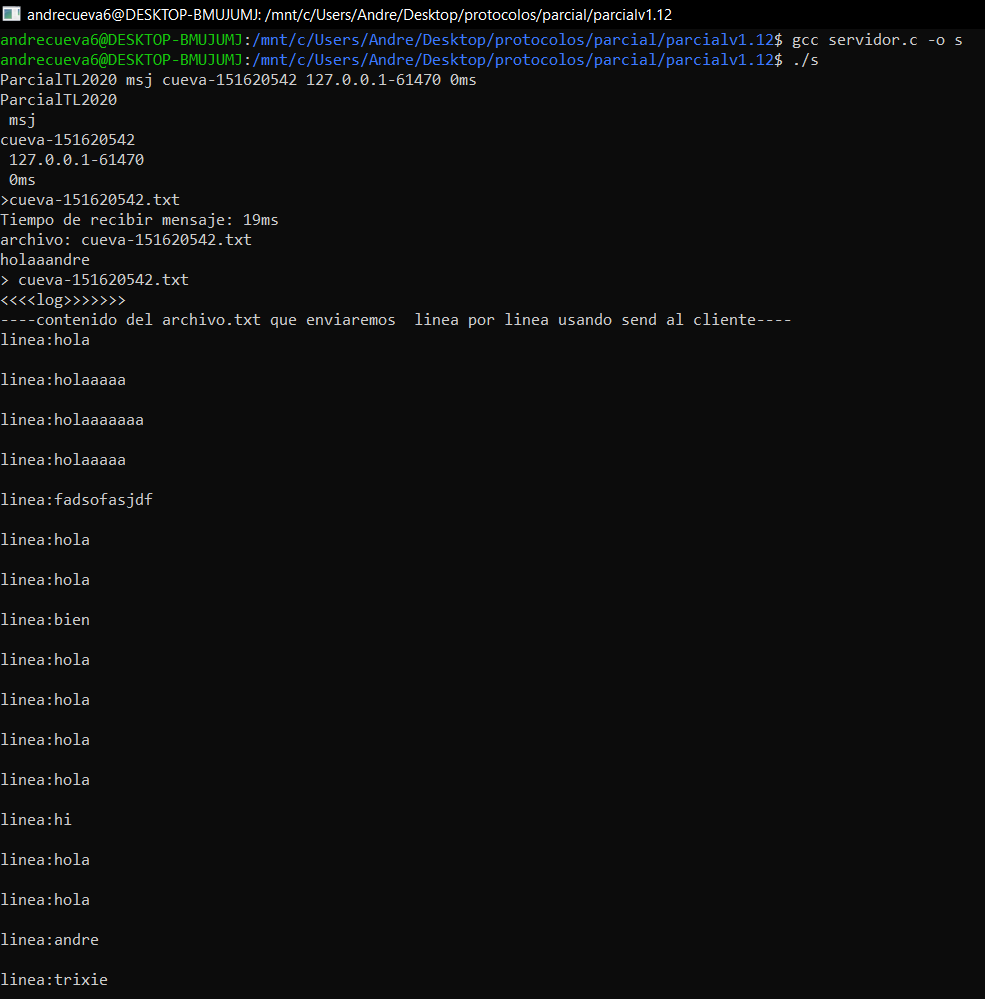 andrecueva6@DESKTOP-BMUJUMJ: /mnt/c/Users/Andre/Desktop/protocolos/parcial/parcialv1.12
andrecueva6@DESKTOP-BMUJUMJ:/mnt/c/Users/Andre/Desktop/protocolos/parcial/parcialv1.12$ gcc servidor.c -o s
andrecueva6@DESKTOP-BMUJUMJ:/mnt/c/Users/Andre/Desktop/protocolos/parcial/parcialv1.12$ ./s
ParcialTL2020 msj cueva-151620542 127.0.0.1-61470 0ms
ParcialTL2020
 msj
cueva-151620542
 127.0.0.1-61470
 0ms
>cueva-151620542.txt
Tiempo de recibir mensaje: 19ms
archivo: cueva-151620542.txt
holaaandre
> cueva-151620542.txt
<<<<log>>>>>>>
----contenido del archivo.txt que enviaremos  linea por linea usando send al cliente----
linea:hola
linea:holaaaaa
linea:holaaaaaaa
linea:holaaaaa
linea:fadsofasjdf
linea:hola
linea:hola
linea:bien
linea:hola
linea:hola
linea:hola
linea:hola
linea:hi
linea:hola
linea:hola
linea:andre
linea:trixie